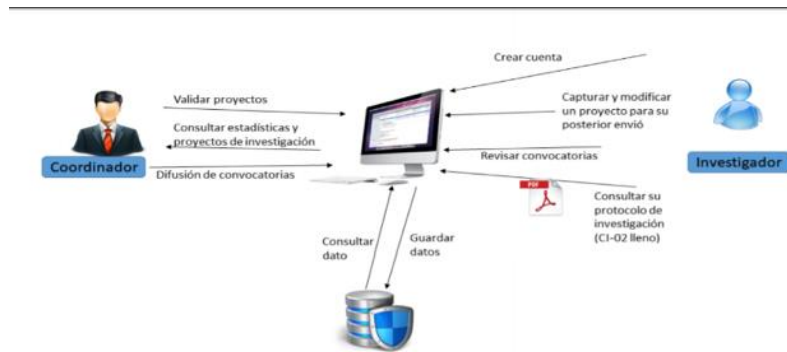 Crear cuenta
Validar proyectos
Capturar y modificar
un proyecto para su
posterior envió
Consultar estadísticas y
proyectos de investigación
Coordinador
Revisar convocatorias
Investigador
Difusión de convocatorias
PDF
Consultar su
protocolo de
investigación
(CI-02 lleno)
Consultar
dato
Guardar
datos